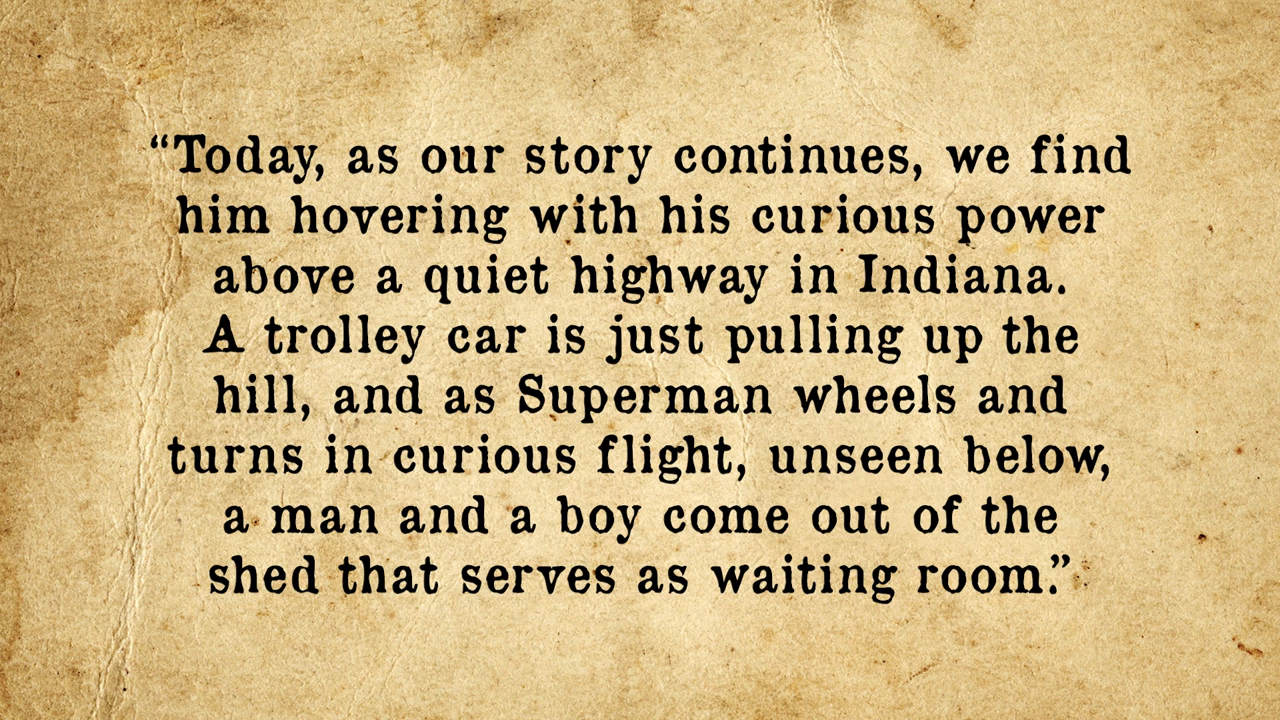 “Today, as our story continues, we find
him hovering with his curious power
above a quiet highway in Indiana.
A trolley car is just pulling up the
hill, and as Superman wheels and
turns in curious flight, unseen below,
a man and a boy come out of the
shed that serves as waiting room.”